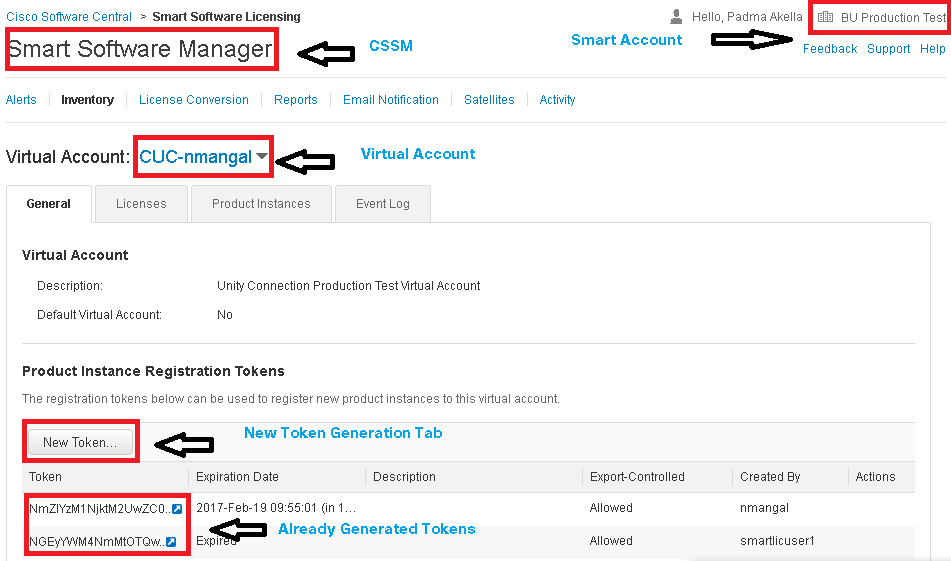 Cisco Software Central > Smart Software Licensing
Hello, Padma Akella
BU Production Test
Smart Software Manager
CSSM
Smart Account
Feedback Support Help
Alerts Inventory License Conversion Reports Email Notification Satellites Activity
Virtual Account: CUC-nmangal
Virtual Account
General Licenses Product Instances Event Log
Virtual Account
Description: Unity Connection Production Test Virtual Account
Default Virtual Account: No
Product Instance Registration Tokens
The registration tokens below can be used to register new product instances to this virtual account.
New Token...
New Token Generation Tab
Token Expiration Date Description Export-Controlled Created By Actions
NmZlYzM1NjktM2UwZC0.. 2017-Feb-19 09:55:01 (in 1... Allowed nmangal
Already Generated Tokens
NGEyYWM4NmMtOTQw.. Expired Allowed smartlicuser1